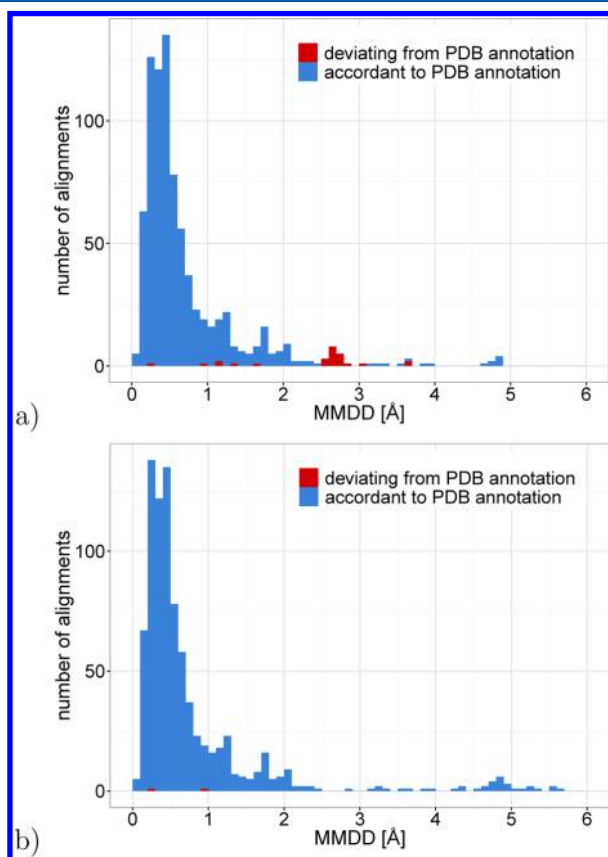 deviating from PDB annotation
accordant to PDB annotation
number of alignments
100
50
0
0 1 2 3 4 5 6
MMDD [Å]
a)
deviating from PDB annotation
accordant to PDB annotation
number of alignments
100
50
0
0 1 2 3 4 5 6
MMDD [Å]
b)